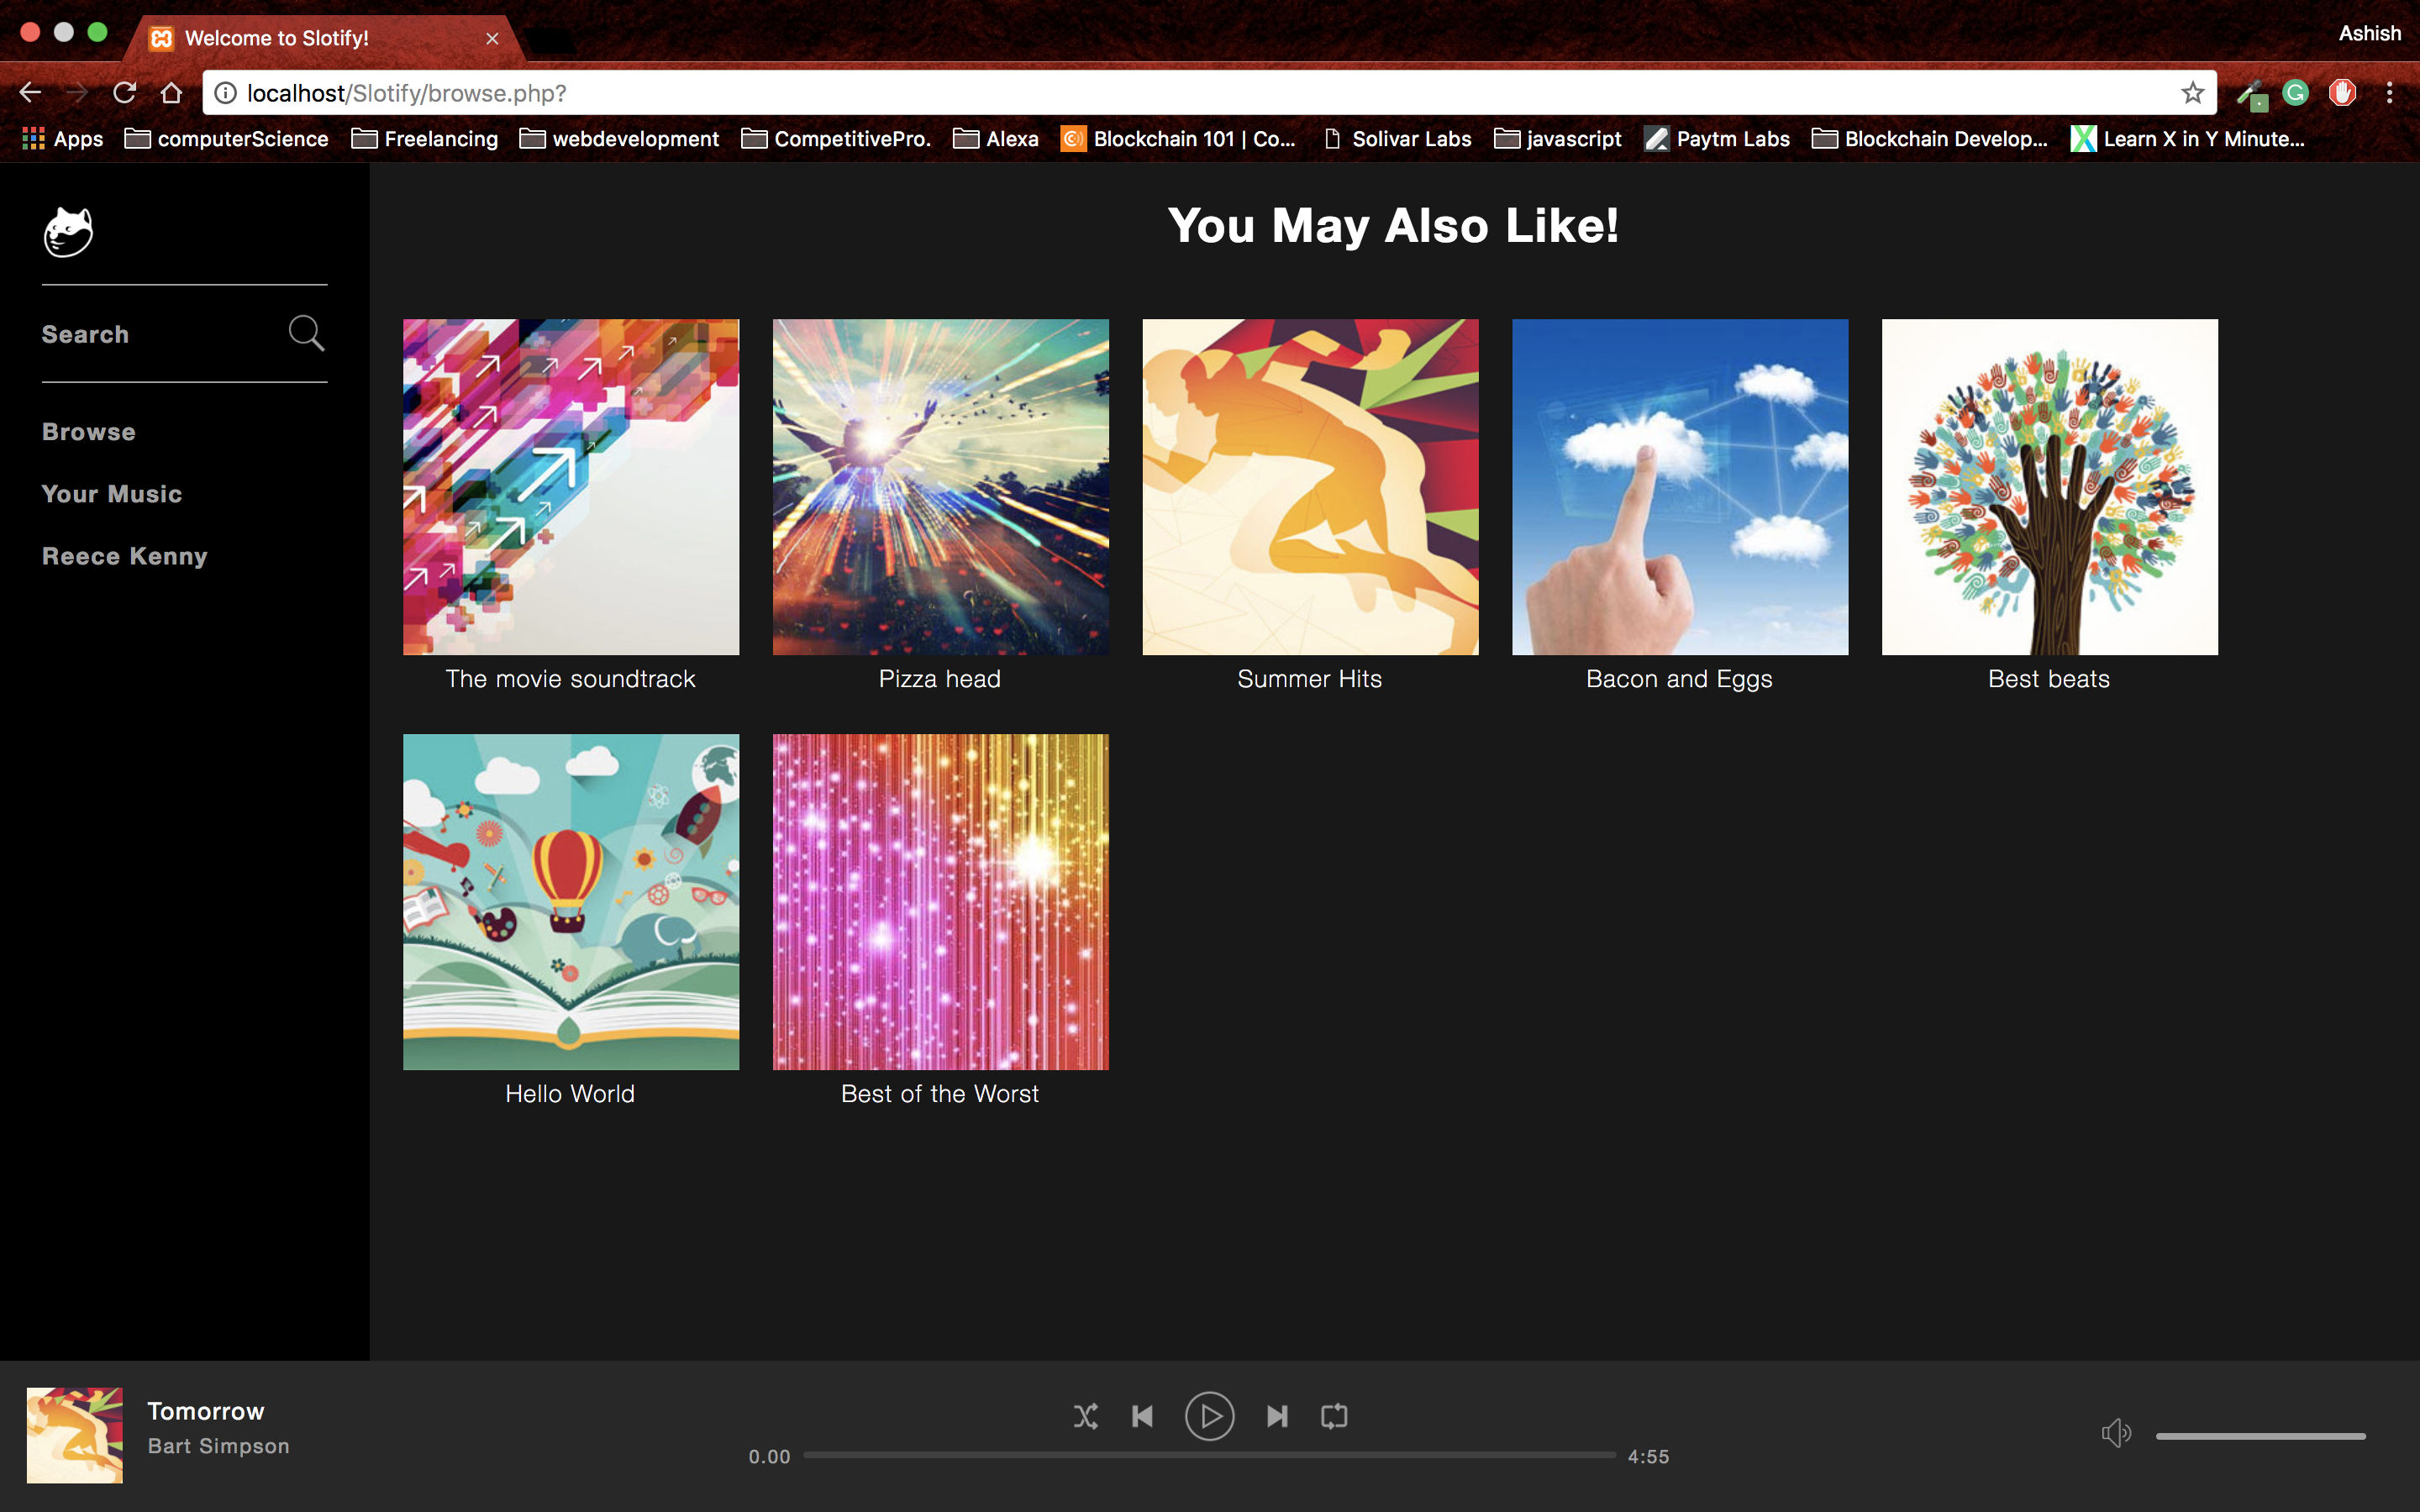 Welcome to Slotify!
Ashish
localhost/Slotify/browse.php?
Apps computerScience Freelancing webdevelopment CompetitivePro. Alexa Blockchain 101 | Co... Solivar Labs javascript Paytm Labs Blockchain Develop... Learn X in Y Minute...
You May Also Like!
Search
Browse
Your Music
Reece Kenny
The movie soundtrack Pizza head Summer Hits Bacon and Eggs Best beats
Hello World Best of the Worst
Tomorrow
Bart Simpson
0.00 4:55